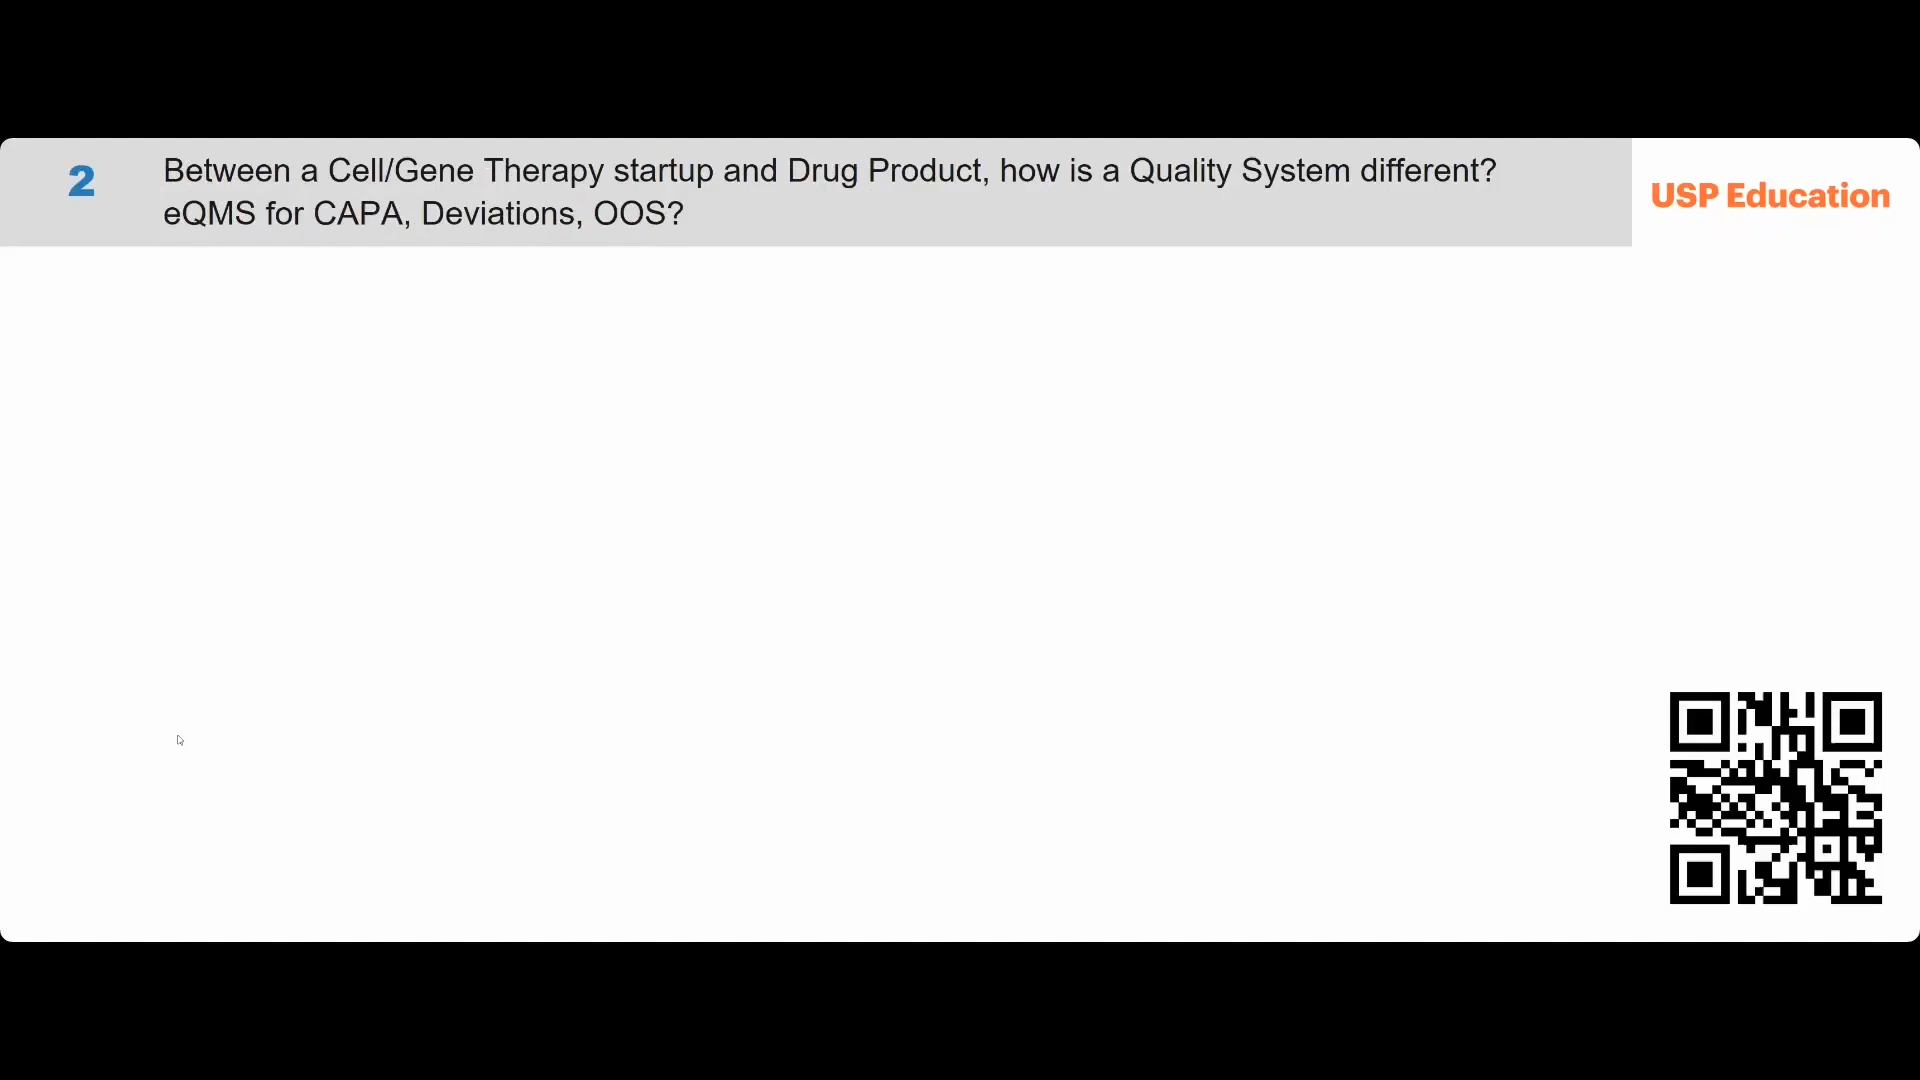 2
Between a Cell/Gene Therapy startup and Drug Product, how is a Quality System different?
eQMS for CAPA, Deviations, OOS?
USP Education